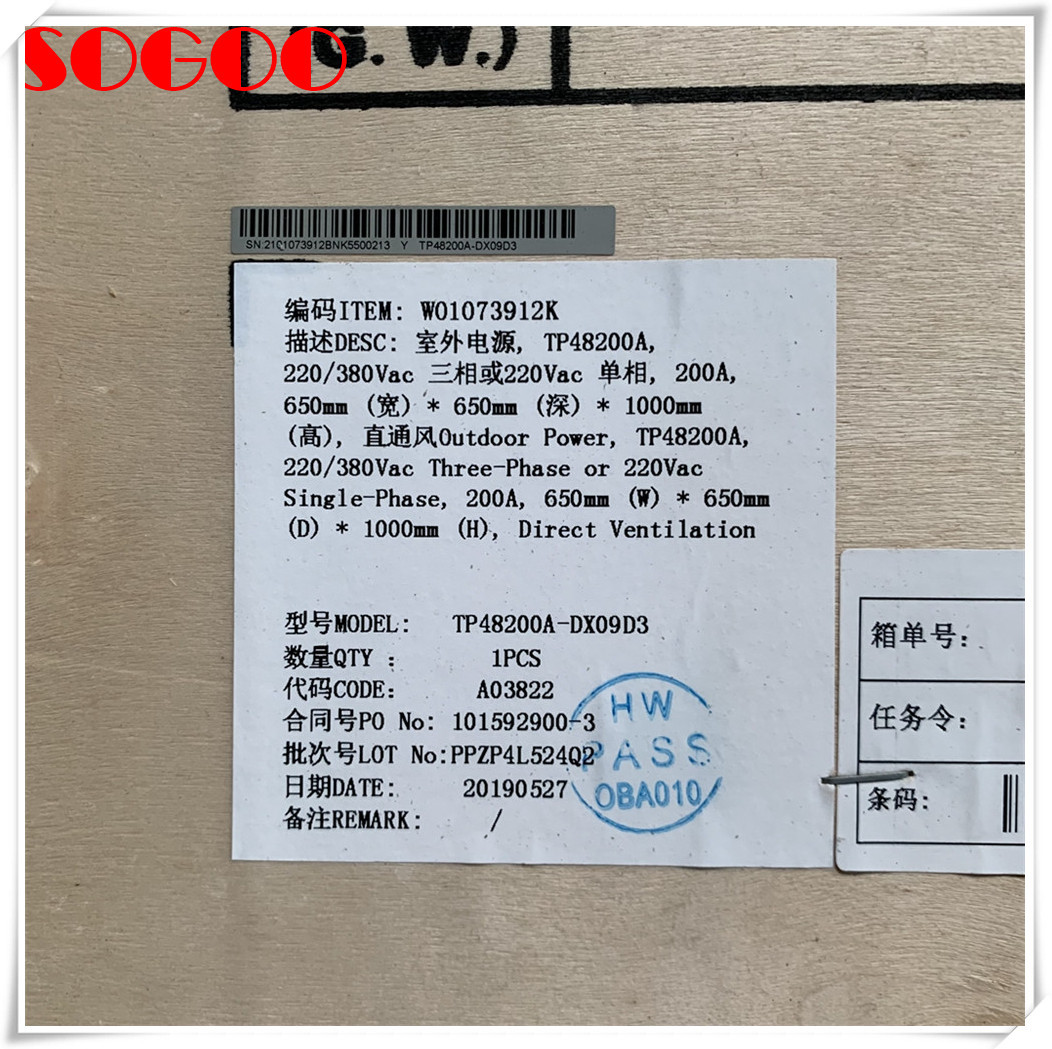 (G. W.)
SOGOO
SN:2101073912BNK5500213 Y TP48200A-DX09D3
编码ITEM: W01073912K
描述DESC: 室外电源, TP48200A,
220/380Vac 三相或220Vac 单相, 200A,
650mm (宽) * 650mm (深) * 1000mm
(高), 直通风Outdoor Power, TP48200A,
220/380Vac Three-Phase or 220Vac
Single-Phase, 200A, 650mm (W) * 650mm
(D) * 1000mm (H), Direct Ventilation
型号MODEL: TP48200A-DX09D3
数量QTY : 1PCS
代码CODE: A03822
合同号PO No: 101592900-3
批次号LOT No:PPZP4L524Q2
日期DATE: 20190527
备注REMARK: /
HW
PASS
OBA010
箱单号:
任务令:
条码: